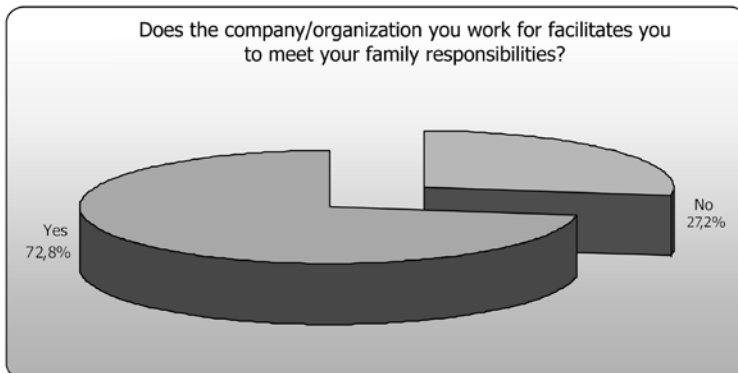 Does the company/organization you work for facilitates you
to meet your family responsibilities?
Yes
72,8%
No
27,2%